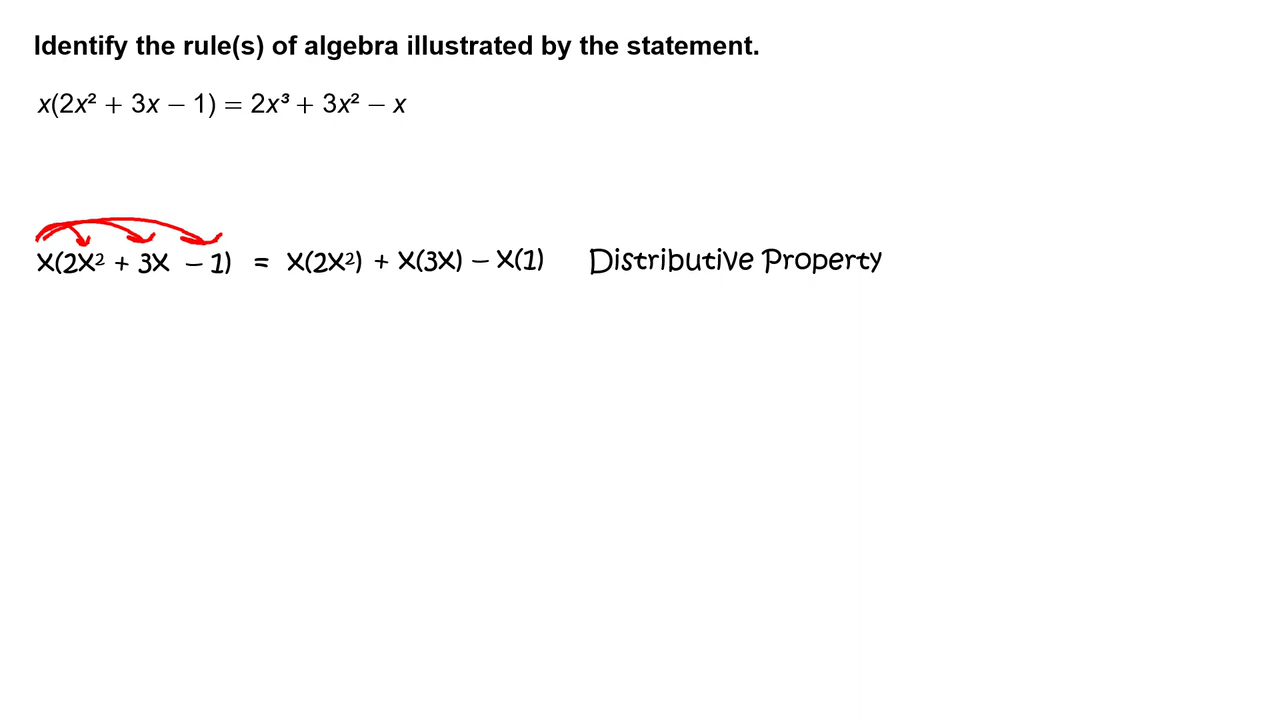 Identify the rule(s) of algebra illustrated by the statement.
x(2x² + 3x − 1) = 2x³ + 3x² − x
x(2x² + 3x − 1) = x(2x²) + x(3x) − x(1) Distributive Property